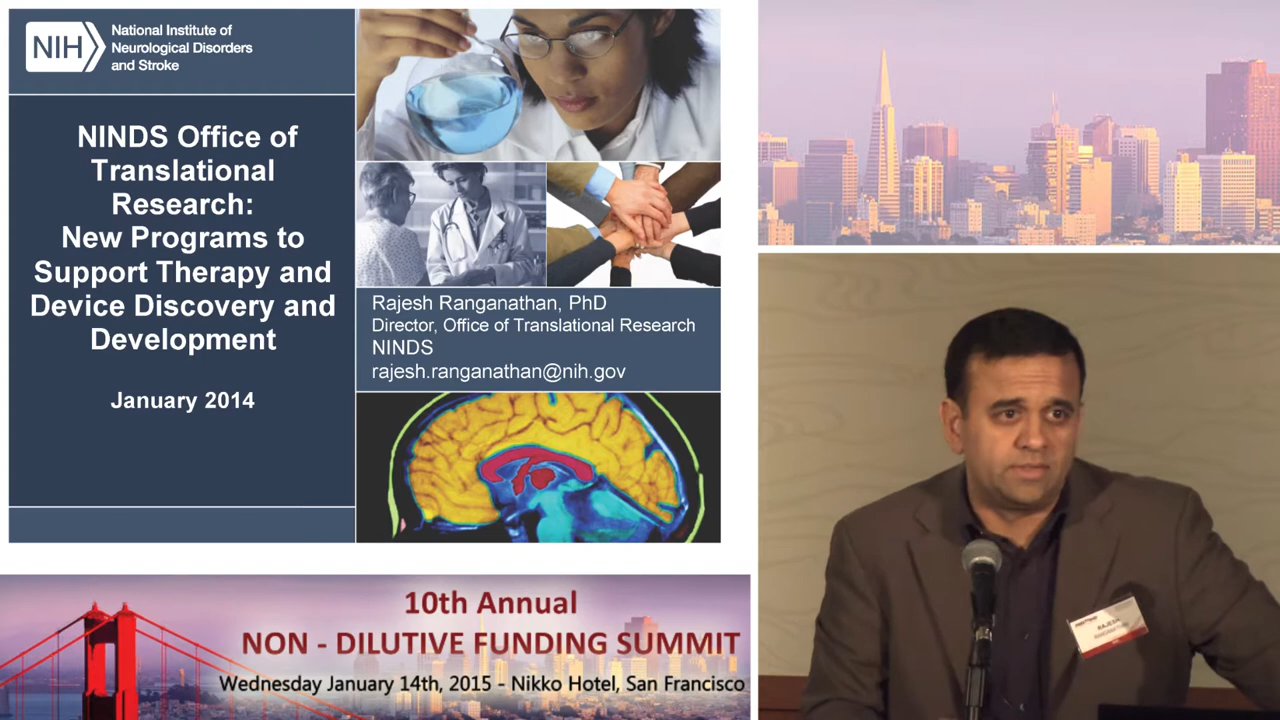 NIH
National Institute of
Neurological Disorders
and Stroke
NINDS Office of
Translational
Research:
New Programs to
Support Therapy and
Device Discovery and
Development
January 2014
Rajesh Ranganathan, PhD
Director, Office of Translational Research
NINDS
rajesh.ranganathan@nih.gov
10th Annual
NON - DILUTIVE FUNDING SUMMIT
Wednesday January 14th, 2015 - Nikko Hotel, San Francisco
RAJESH